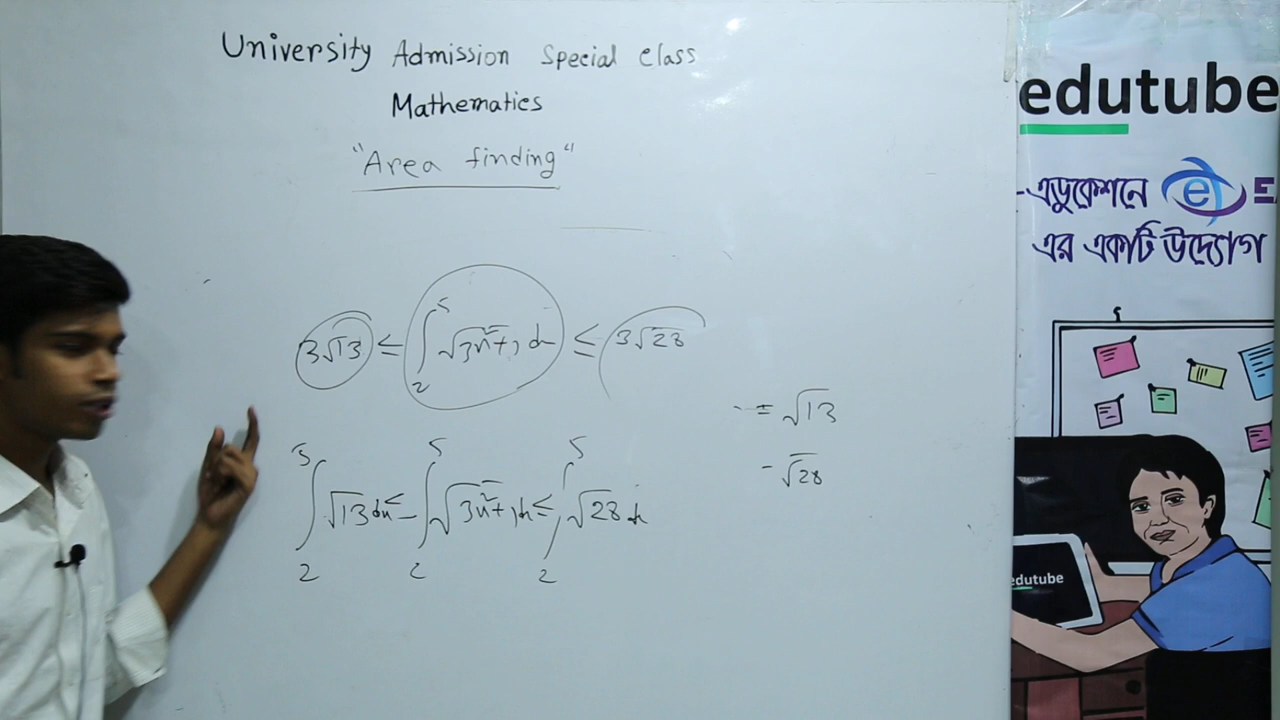 University Admission Special Class
Mathematics
"Area finding"
3√13 ≤ ∫₂⁵ √3x²+1 dx ≤ 3√28
= √13
- √28
∫₂⁵ √13 dx ≤ ∫₂⁵ √3x²+1 dx ≤ ∫₂⁵ √28 dx
edutube
-এডুকেশনে e
এর একটি উদ্যোগ
edutube